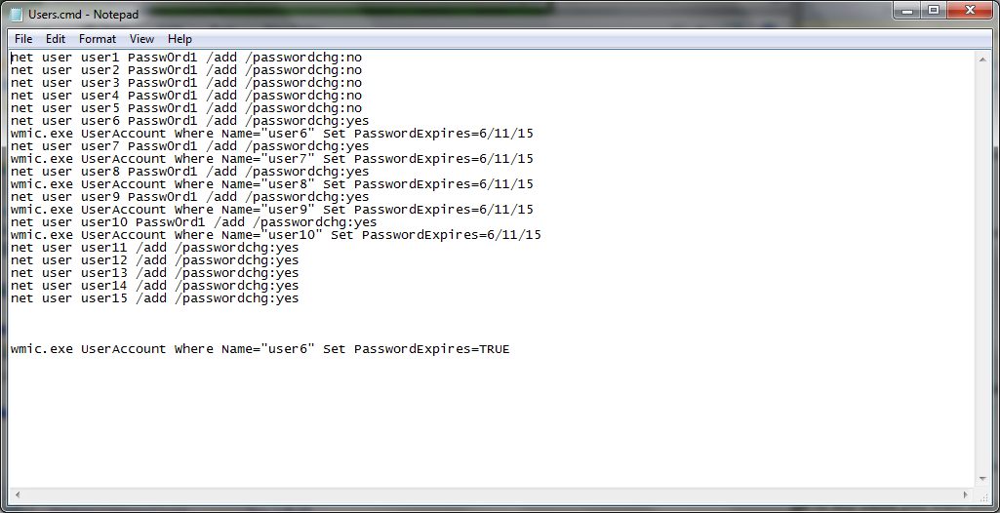 Users.cmd - Notepad
File Edit Format View Help
net user user1 Passw0rd1 /add /passwordchg:no
net user user2 Passw0rd1 /add /passwordchg:no
net user user3 Passw0rd1 /add /passwordchg:no
net user user4 Passw0rd1 /add /passwordchg:no
net user user5 Passw0rd1 /add /passwordchg:no
net user user6 Passw0rd1 /add /passwordchg:yes
wmic.exe UserAccount Where Name="user6" Set PasswordExpires=6/11/15
net user user7 Passw0rd1 /add /passwordchg:yes
wmic.exe UserAccount Where Name="user7" Set PasswordExpires=6/11/15
net user user8 Passw0rd1 /add /passwordchg:yes
wmic.exe UserAccount Where Name="user8" Set PasswordExpires=6/11/15
net user user9 Passw0rd1 /add /passwordchg:yes
wmic.exe UserAccount Where Name="user9" Set PasswordExpires=6/11/15
net user user10 Passw0rd1 /add /passwordchg:yes
wmic.exe UserAccount Where Name="user10" Set PasswordExpires=6/11/15
net user user11 /add /passwordchg:yes
net user user12 /add /passwordchg:yes
net user user13 /add /passwordchg:yes
net user user14 /add /passwordchg:yes
net user user15 /add /passwordchg:yes
wmic.exe UserAccount Where Name="user6" Set PasswordExpires=TRUE